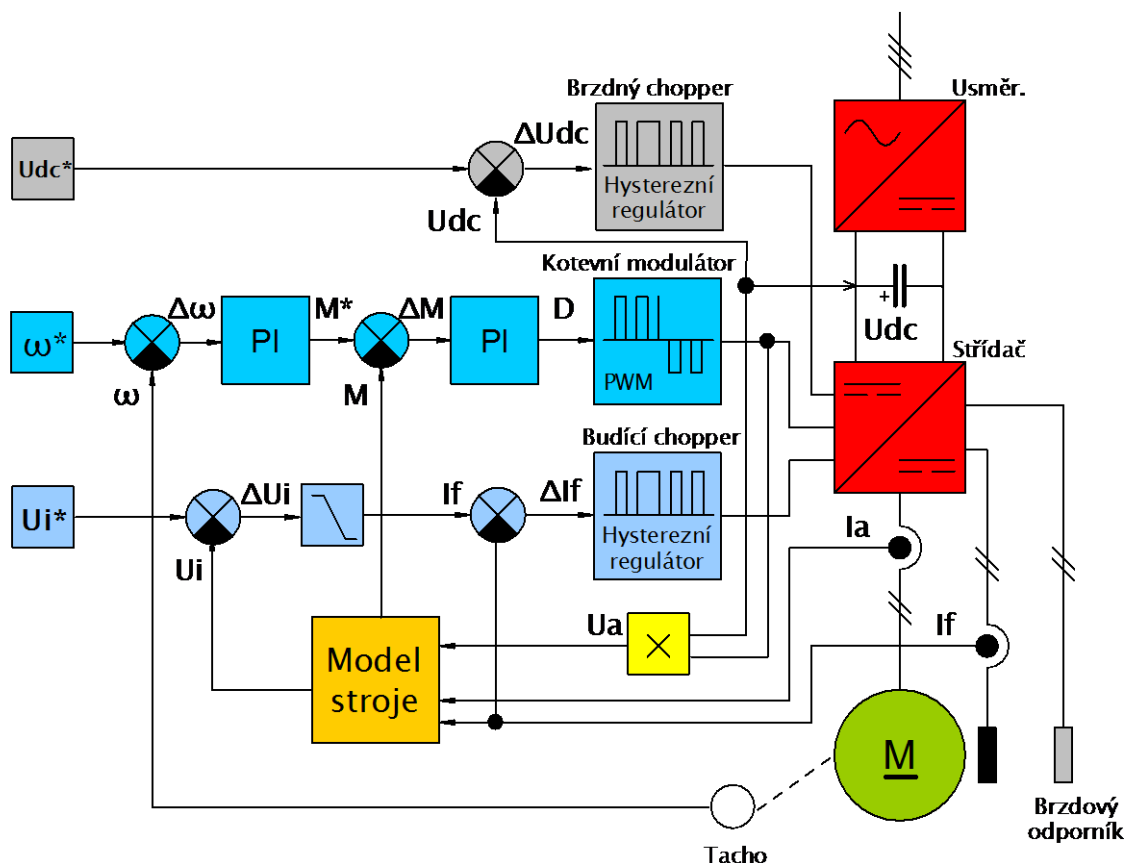 Usměr.
Brzdný chopper
Udc*
ΔUdc
Hysterezní
regulátor
Udc
Kotevní modulátor
+
Udc
ω*
Δω
PI
M*
ΔM
PI
D
PWM
Střídač
ω
M
Budící chopper
Ui*
ΔUi
If
ΔIf
Hysterezní
regulátor
Ia
Ui
Ua
×
If
Model
stroje
M
Brzdový
odporník
Tacho